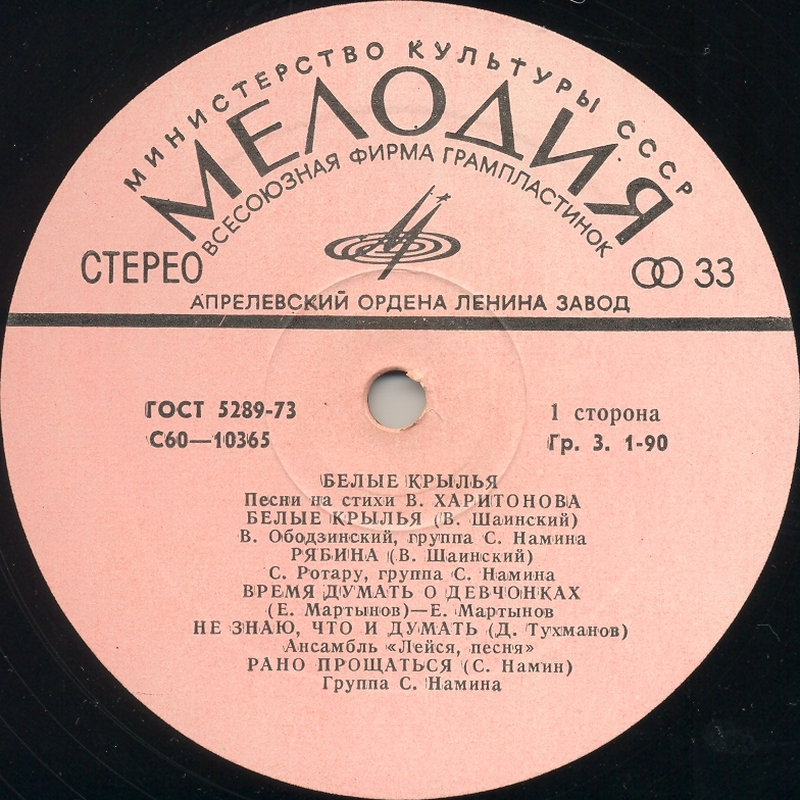 МИНИСТЕРСТВО КУЛЬТУРЫ СССР
МЕЛОДИЯ
ВСЕСОЮЗНАЯ ФИРМА ГРАМПЛАСТИНОК
СТЕРЕО
33
АПРЕЛЕВСКИЙ ОРДЕНА ЛЕНИНА ЗАВОД
ГОСТ 5289-73
С60—10365
1 сторона
Гр. 3. 1-90
БЕЛЫЕ КРЫЛЬЯ
Песни на стихи В. ХАРИТОНОВА
БЕЛЫЕ КРЫЛЬЯ (В. Шаинский)
В. Ободзинский, группа С. Намина
РЯБИНА (В. Шаинский)
С. Ротару, группа С. Намина
ВРЕМЯ ДУМАТЬ О ДЕВЧОНКАХ
(Е. Мартынов)—Е. Мартынов
НЕ ЗНАЮ, ЧТО И ДУМАТЬ (Д. Тухманов)
Ансамбль «Лейся, песня»
РАНО ПРОЩАТЬСЯ (С. Намин)
Группа С. Намина